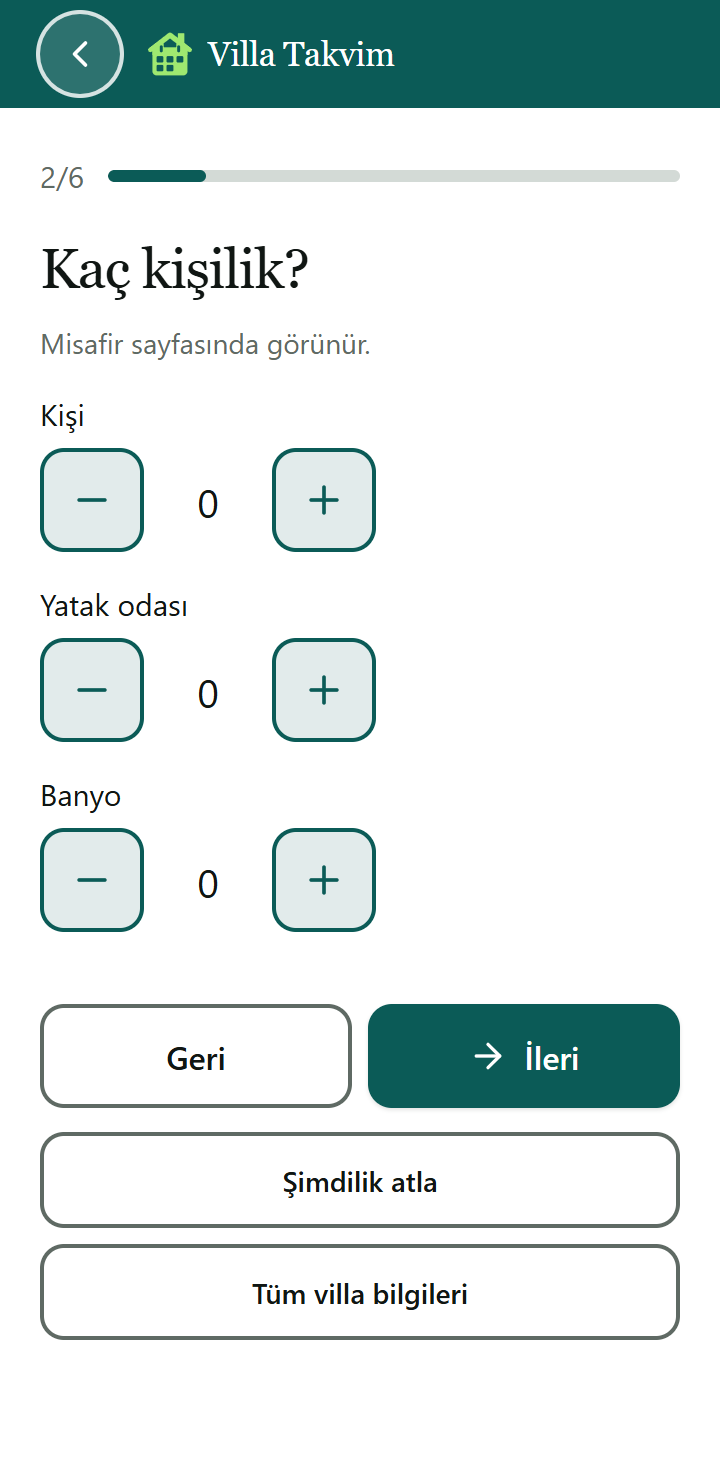 Villa Takvim
2/6
Kaç kişilik?
Misafir sayfasında görünür.
Kişi
0
Yatak odası
0
Banyo
0
Geri
İleri
Şimdilik atla
Tüm villa bilgileri